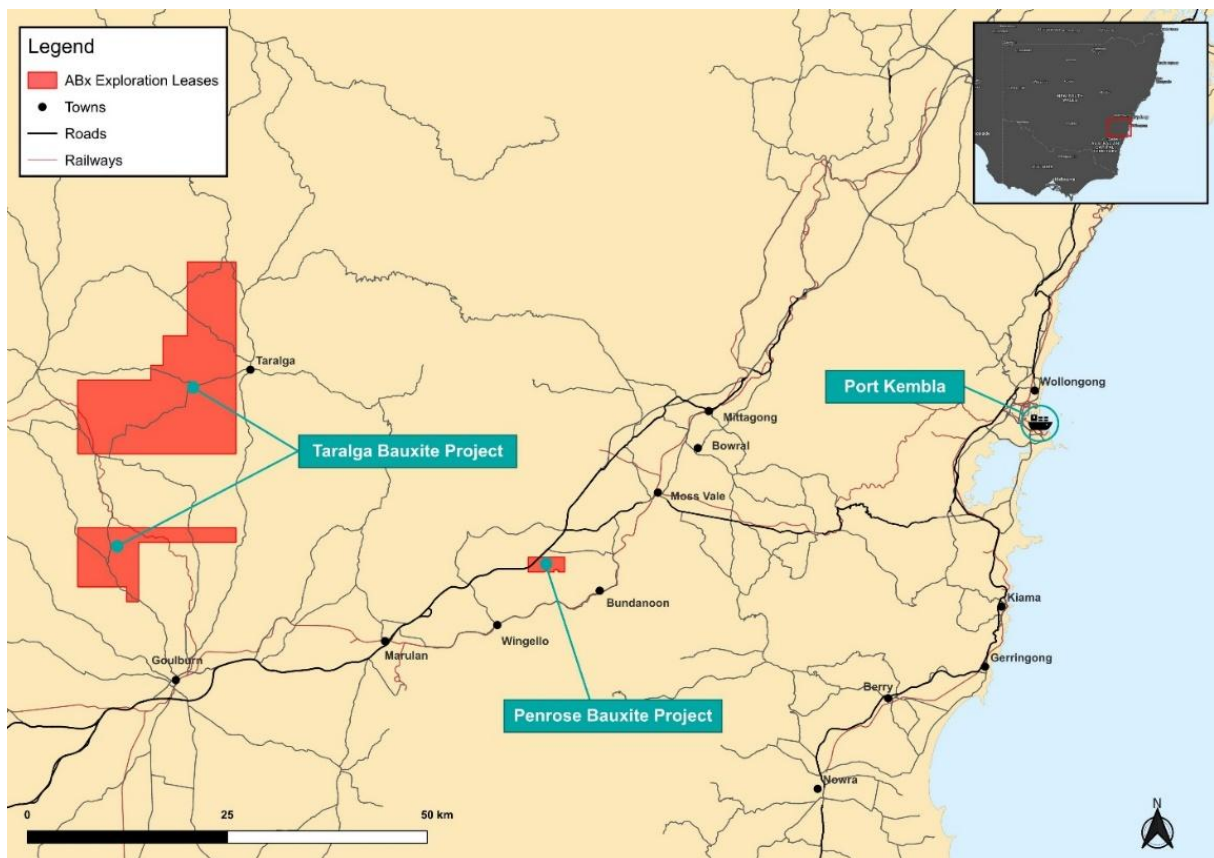 Legend
ABx Exploration Leases
Towns
Roads
Railways
Taralga
Port Kembla
Wollongong
Mittagong
Bowral
Taralga Bauxite Project
Moss Vale
Bundanoon
Kiama
Wingello
Marulan
Goulburn
Gerringong
Berry
Penrose Bauxite Project
Nowra
0
25
50 km
N